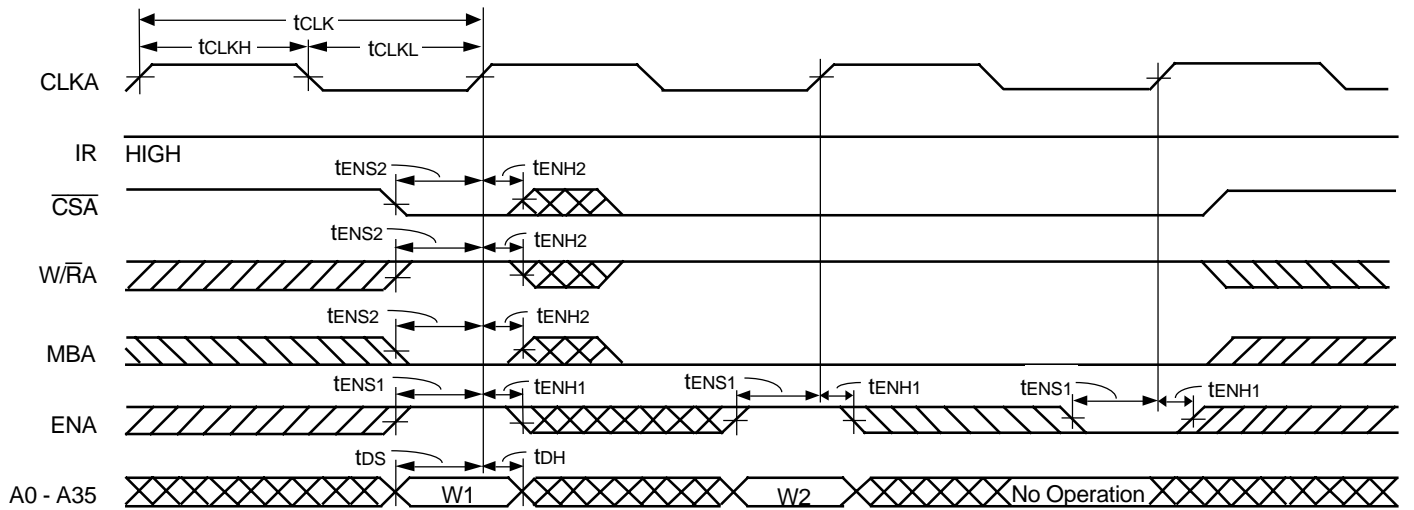 tCLK
tCLKH
tCLKL
CLKA
IR
HIGH
tENS2
tENH2
CSA
tENS2
tENH2
W/RA
tENS2
tENH2
MBA
tENS1
tENH1
tENS1
tENH1
tENS1
tENH1
ENA
tDS
tDH
A0 - A35
W1
W2
No Operation